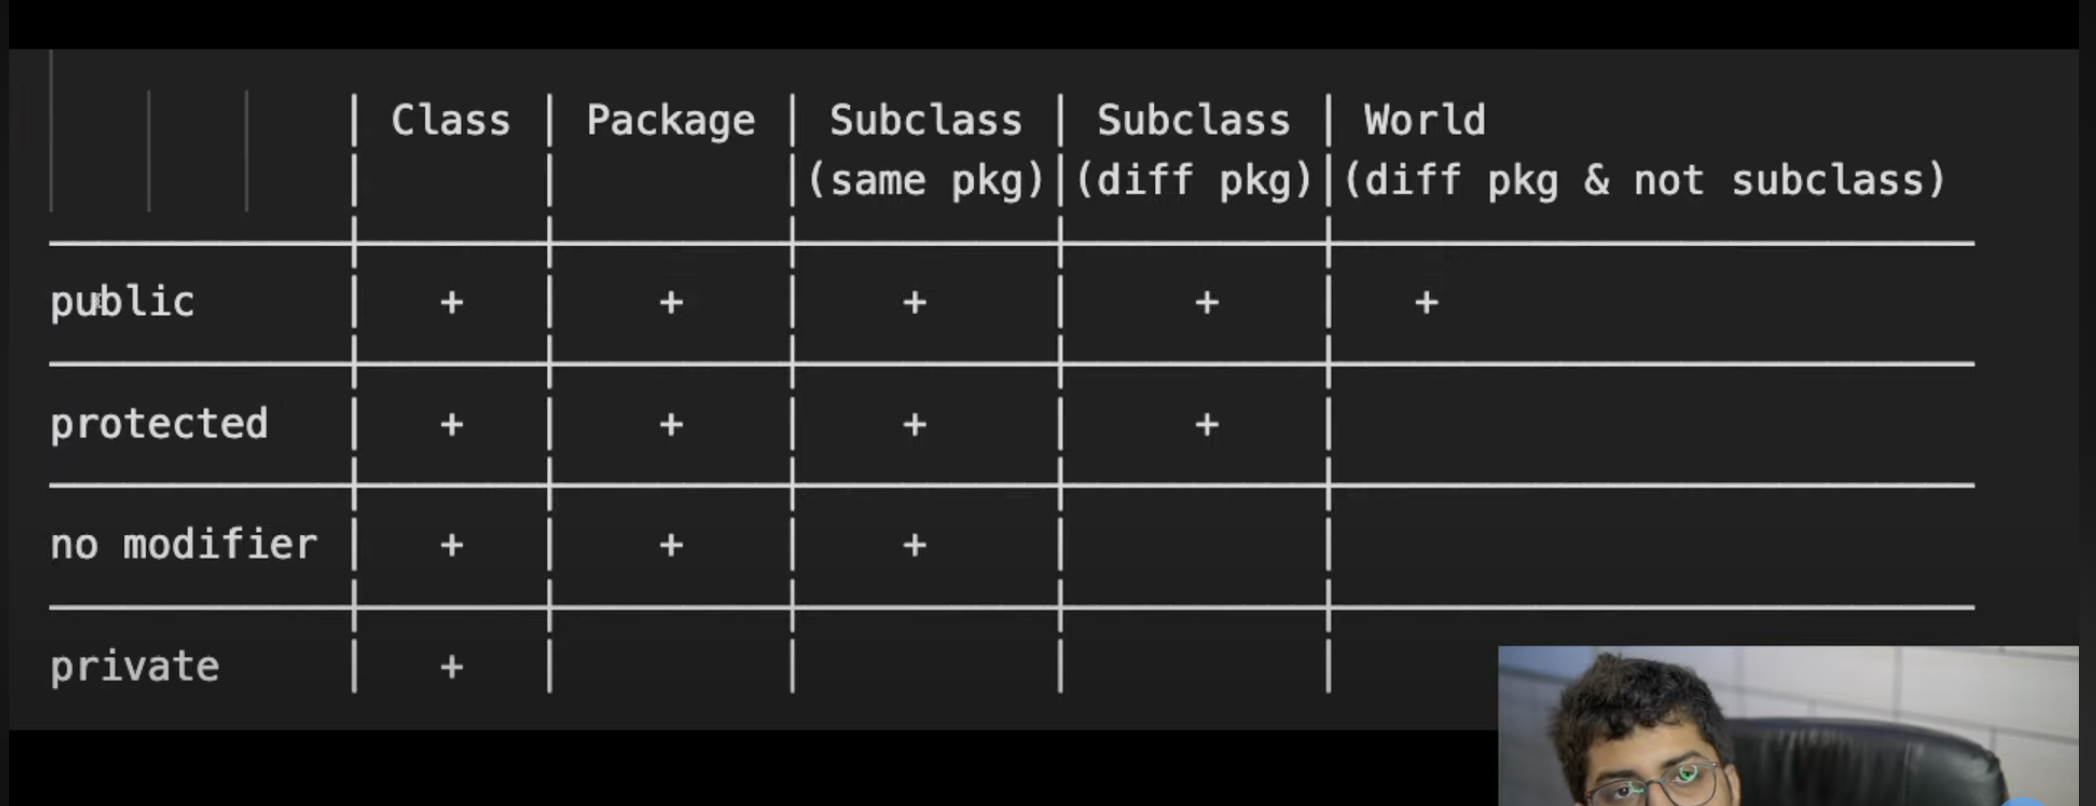 | Class | Package | Subclass | Subclass | World
| | |(same pkg)|(diff pkg)|(diff pkg & not subclass)
public | + | + | + | + | +
protected | + | + | + | + |
no modifier | + | + | + | |
private | + | | | |